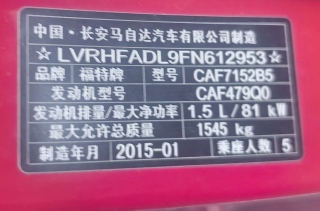 中国·长安马自达汽车有限公司制造
☆LVRHFADL9FN612953☆
品牌 福特牌 型号 CAF7152B5
发动机型号 CAF479Q0
发动机排量/最大净功率 1.5 L/81 kW
最大允许总质量 1545 kg
制造年月 2015-01 乘座人数 5